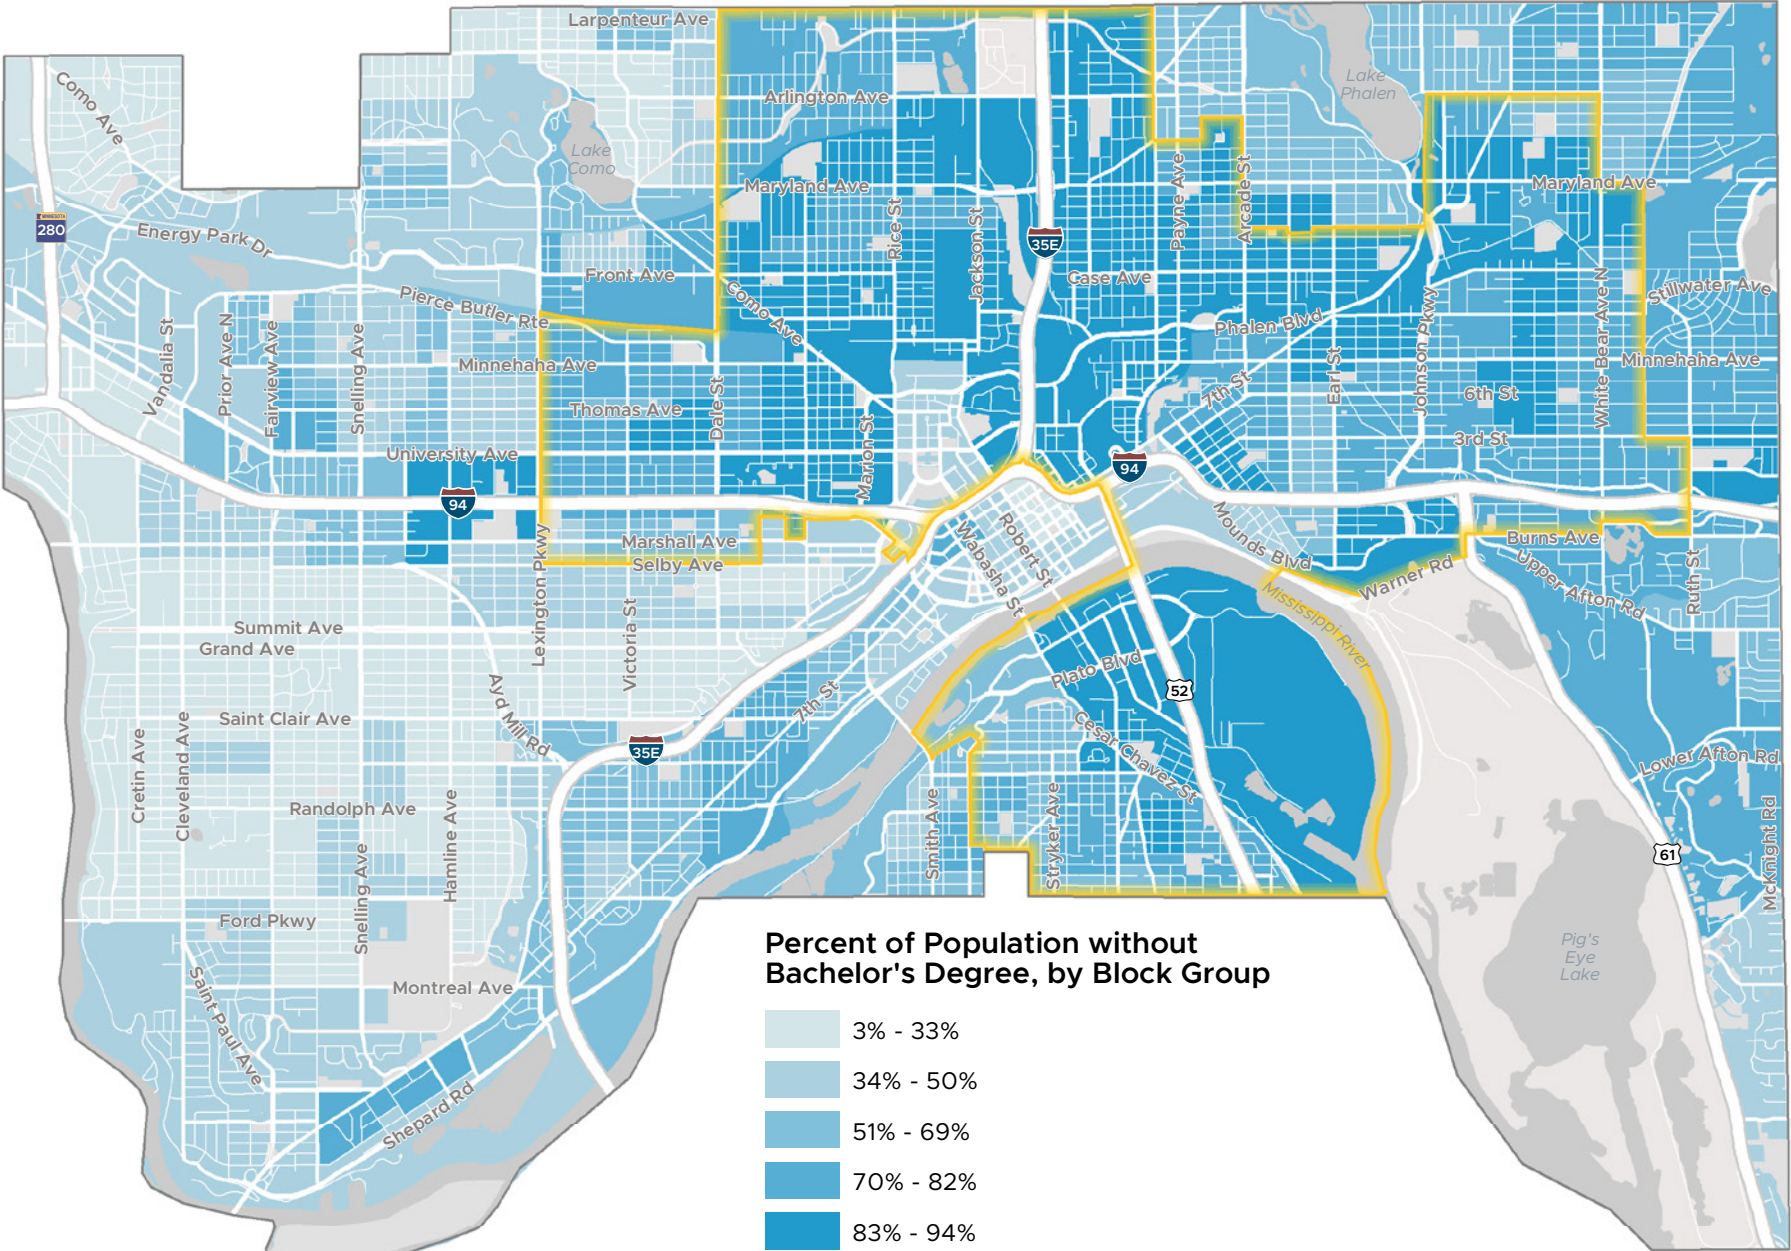 Larpenteur Ave
Como Ave
Arlington Ave
Lake
Phalen
Lake
Como
Maryland Ave
Maryland Ave
Payne Ave
Arcade St
Rice St
Jackson St
MINNESOTA
280
Energy Park Dr
35E
Front Ave
Case Ave
Como Ave
Stillwater Ave
Pierce Butler Rte
Phalen Blvd
Vandalia St
Prior Ave N
Fairview Ave
Snelling Ave
Johnson Pkwy
White Bear Ave N
Minnehaha Ave
Minnehaha Ave
Earl St
7th St
6th St
Thomas Ave
Dale St
Marion St
3rd St
University Ave
94
94
Lexington Pkwy
Marshall Ave
Selby Ave
Wabasha St
Robert St
Mounds Blvd
Burns Ave
Warner Rd
Upper Afton Rd
Ruth St
Mississippi River
Summit Ave
Grand Ave
Victoria St
Ayd Mill Rd
Plato Blvd
52
7th St
Saint Clair Ave
35E
Cesar Chavez St
Lower Afton Rd
Cretin Ave
Cleveland Ave
Randolph Ave
Hamline Ave
Smith Ave
Stryker Ave
McKnight Rd
61
Snelling Ave
Ford Pkwy
Pig's
Eye
Lake
Montreal Ave
Saint Paul Ave
Shepard Rd
Percent of Population without
Bachelor's Degree, by Block Group
3% - 33%
34% - 50%
51% - 69%
70% - 82%
83% - 94%